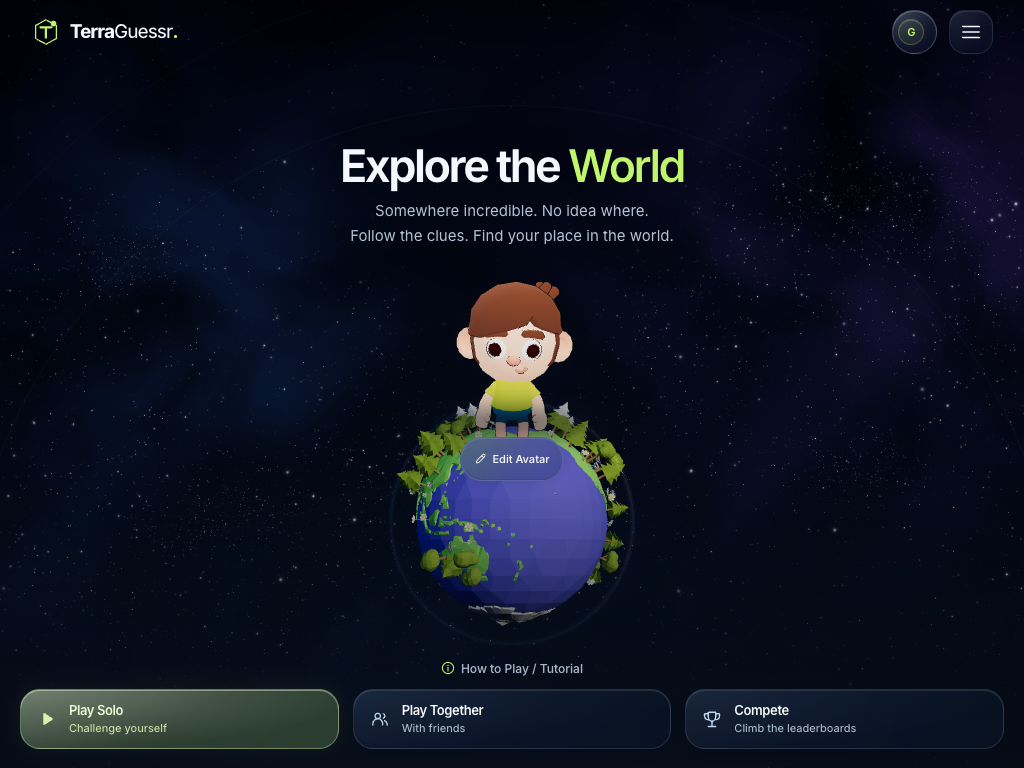 TerraGuessr.
G
Explore the World
Somewhere incredible. No idea where.
Follow the clues. Find your place in the world.
Edit Avatar
How to Play / Tutorial
Play Solo
Challenge yourself
Play Together
With friends
Compete
Climb the leaderboards